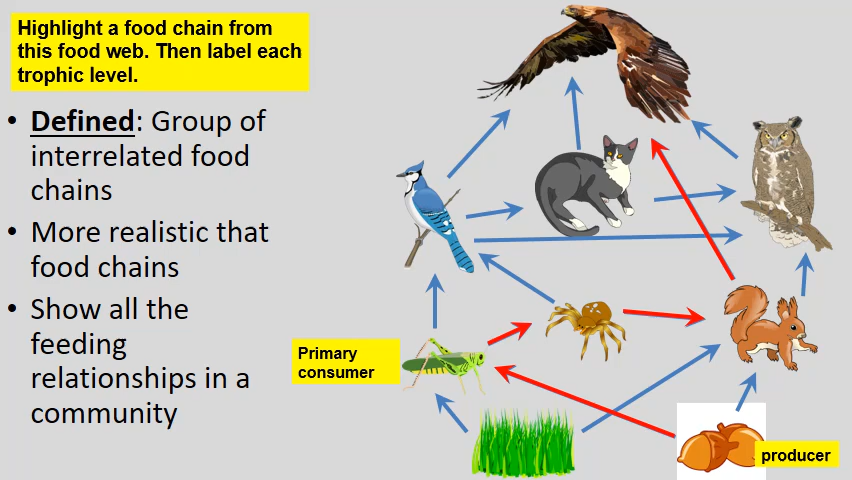 Highlight a food chain from
this food web. Then label each
trophic level.
• Defined: Group of
interrelated food
chains
• More realistic that
food chains
• Show all the
feeding
relationships in a
community
Primary
consumer
producer